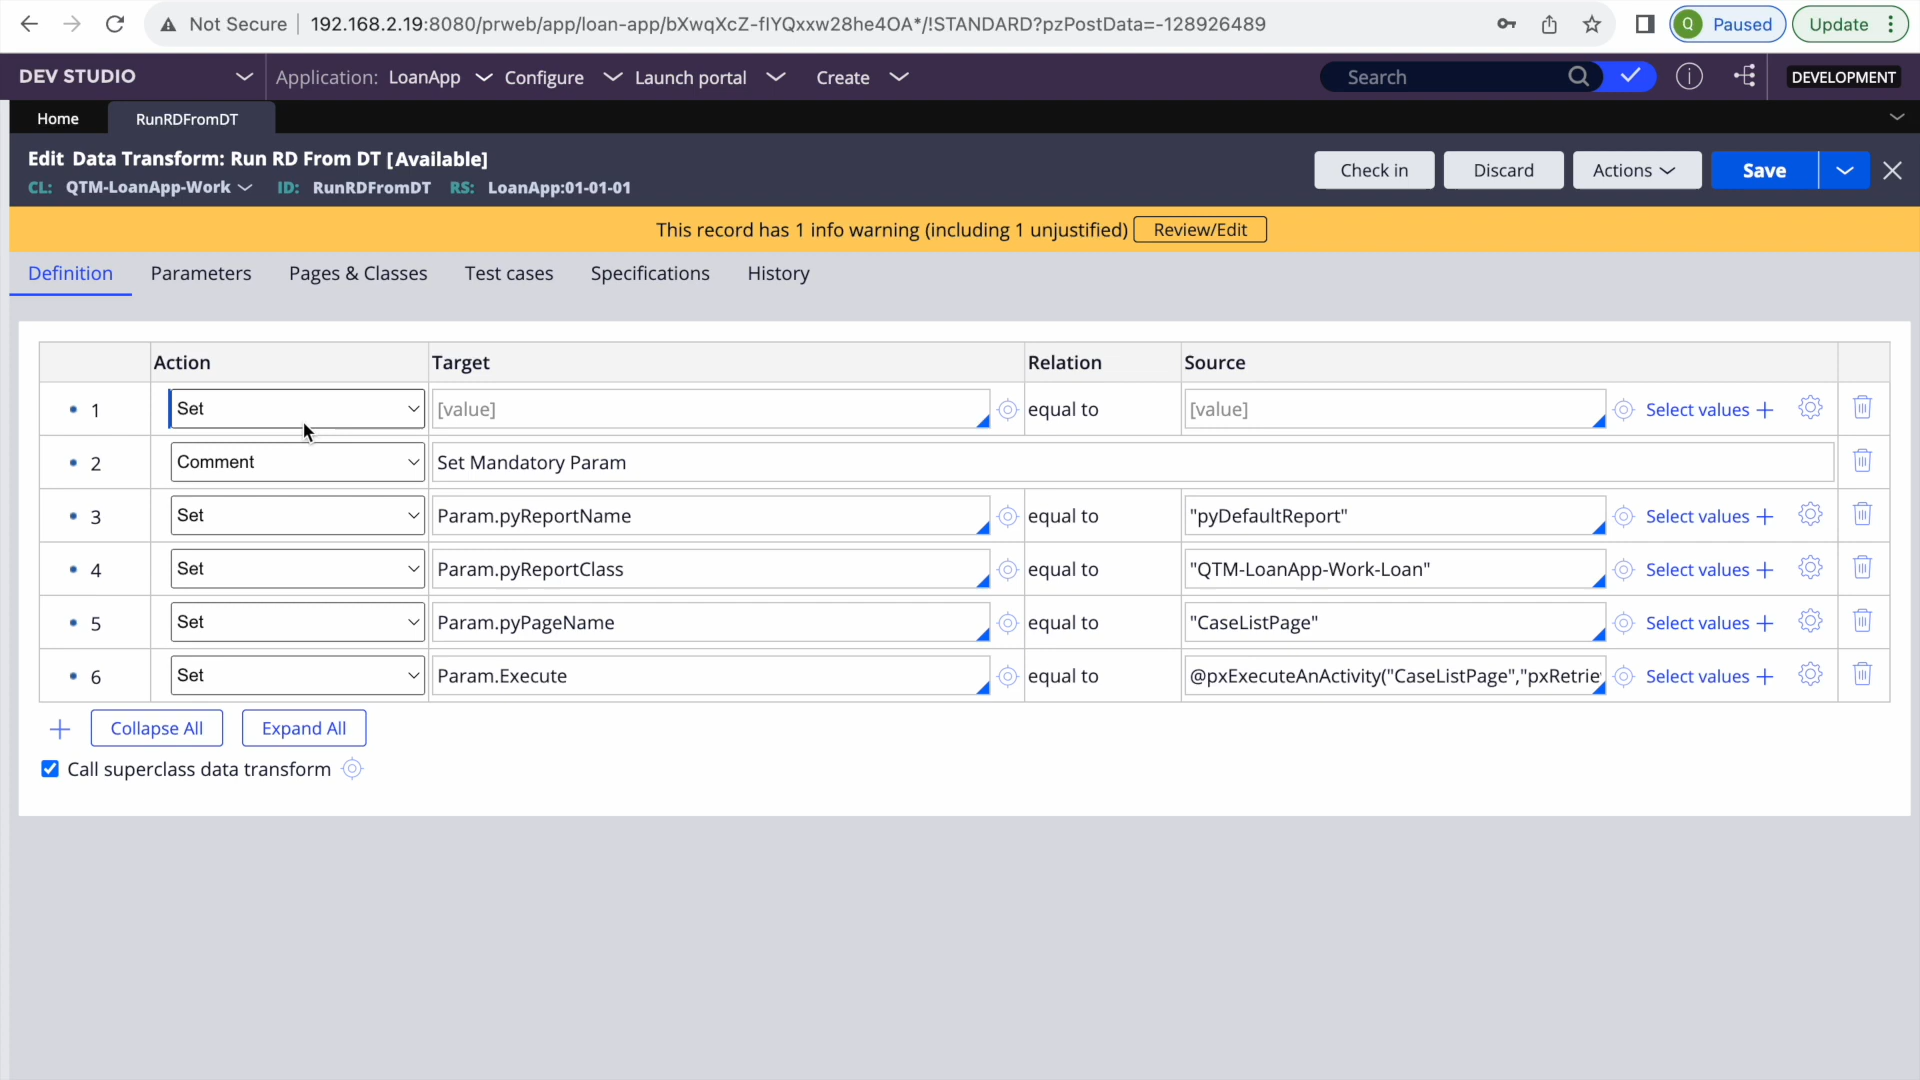 Not Secure 192.168.2.19:8080/prweb/app/loan-app/bXwqXcZ-flYQxxw28he4OA*/!STANDARD?pzPostData=-128926489 Q Paused Update
DEV STUDIO Application: LoanApp Configure Launch portal Create Search DEVELOPMENT
Home RunRDFromDT
Edit Data Transform: Run RD From DT [Available]
CL: QTM-LoanApp-Work ID: RunRDFromDT RS: LoanApp:01-01-01
Check in Discard Actions Save
This record has 1 info warning (including 1 unjustified) Review/Edit
Definition Parameters Pages & Classes Test cases Specifications History
Action Target Relation Source
1 Set [value] equal to [value] Select values
2 Comment Set Mandatory Param
3 Set Param.pyReportName equal to "pyDefaultReport" Select values
4 Set Param.pyReportClass equal to "QTM-LoanApp-Work-Loan" Select values
5 Set Param.pyPageName equal to "CaseListPage" Select values
6 Set Param.Execute equal to @pxExecuteAnActivity("CaseListPage","pxRetrie Select values
Collapse All Expand All
Call superclass data transform